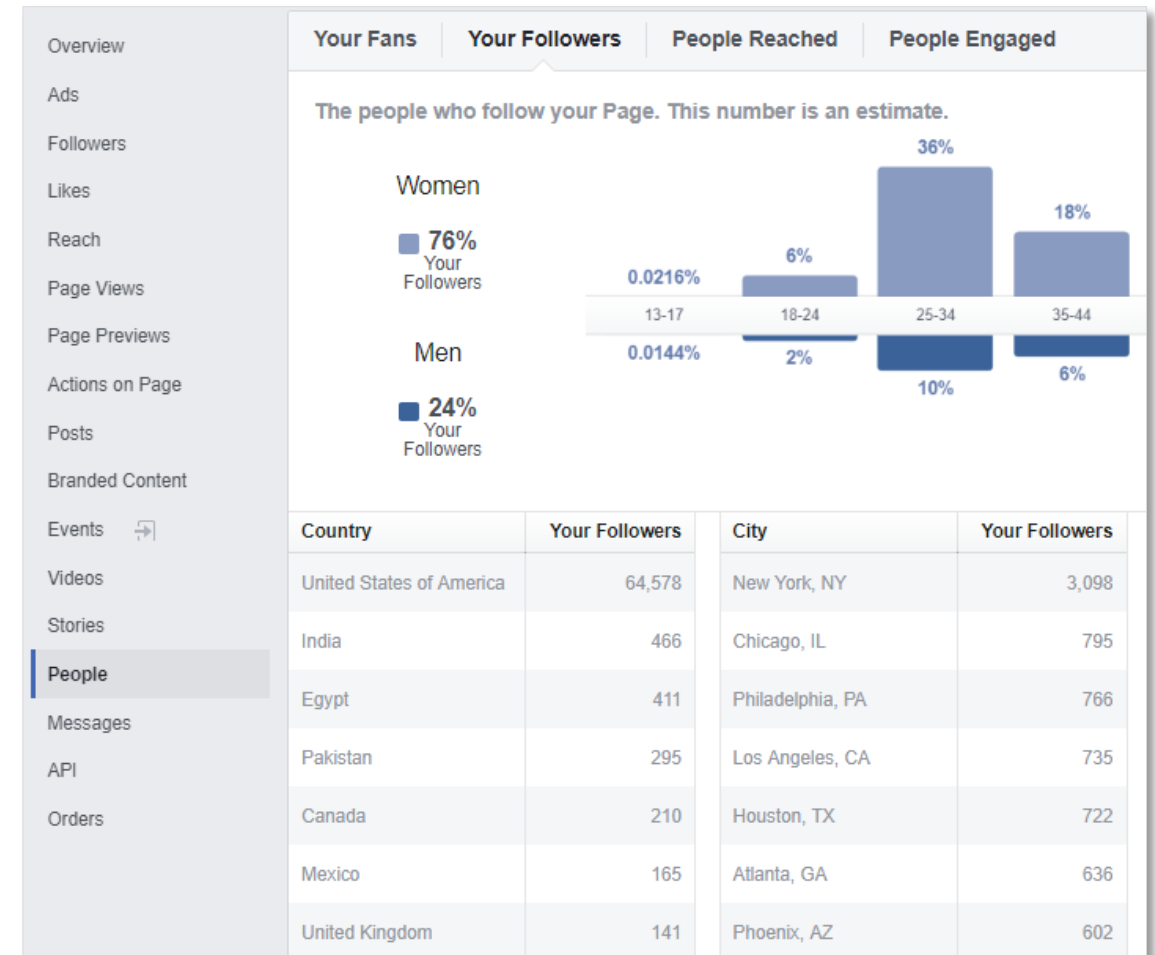 Overview
Ads
Followers
Likes
Reach
Page Views
Page Previews
Actions on Page
Posts
Branded Content
Events
Videos
Stories
People
Messages
API
Orders
Your Fans Your Followers People Reached People Engaged
The people who follow your Page. This number is an estimate.
Women
76%
Your
Followers
36%
18%
6%
0.0216%
13-17 18-24 25-34 35-44
Men
24%
Your
Followers
0.0144%
2%
10%
6%
Country Your Followers
United States of America 64,578
India 466
Egypt 411
Pakistan 295
Canada 210
Mexico 165
United Kingdom 141
City Your Followers
New York, NY 3,098
Chicago, IL 795
Philadelphia, PA 766
Los Angeles, CA 735
Houston, TX 722
Atlanta, GA 636
Phoenix, AZ 602